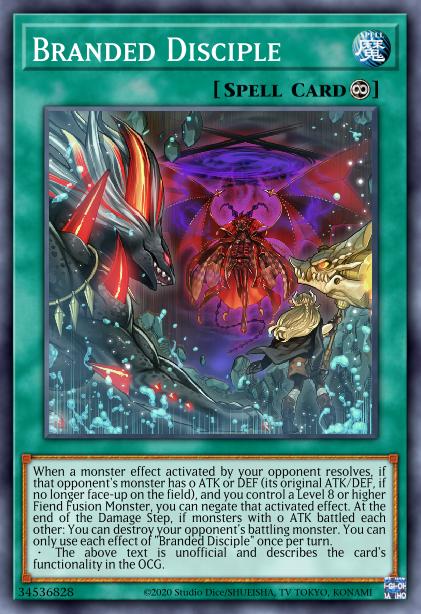 Branded Disciple
SPELL
魔
[Spell Card]
When a monster effect activated by your opponent resolves, if
that opponent's monster has 0 ATK or DEF (its original ATK/DEF, if
no longer face-up on the field), and you control a Level 8 or higher
Fiend Fusion Monster, you can negate that activated effect. At the
end of the Damage Step, if monsters with 0 ATK battled each
other: You can destroy your opponent's battling monster. You can
only use each effect of "Branded Disciple" once per turn.
· The above text is unofficial and describes the card's
functionality in the OCG.
34536828
©2020 Studio Dice/SHUEISHA, TV TOKYO, KONAMI